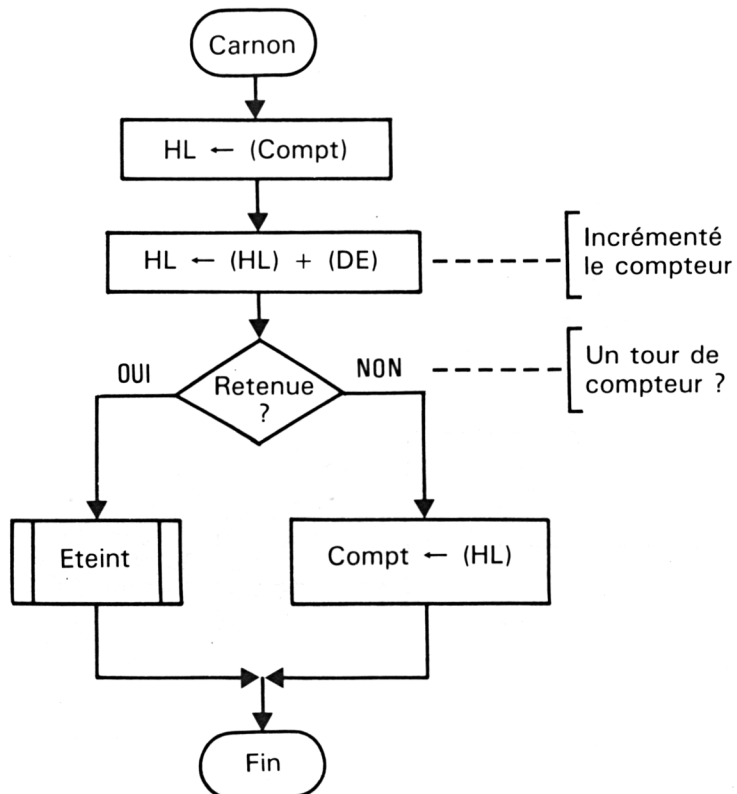 Carnon
HL ← (Compt)
HL ← (HL) + (DE)
Incrémenté
le compteur
OUI
Retenue
?
NON
Un tour de
compteur ?
Eteint
Compt ← (HL)
Fin